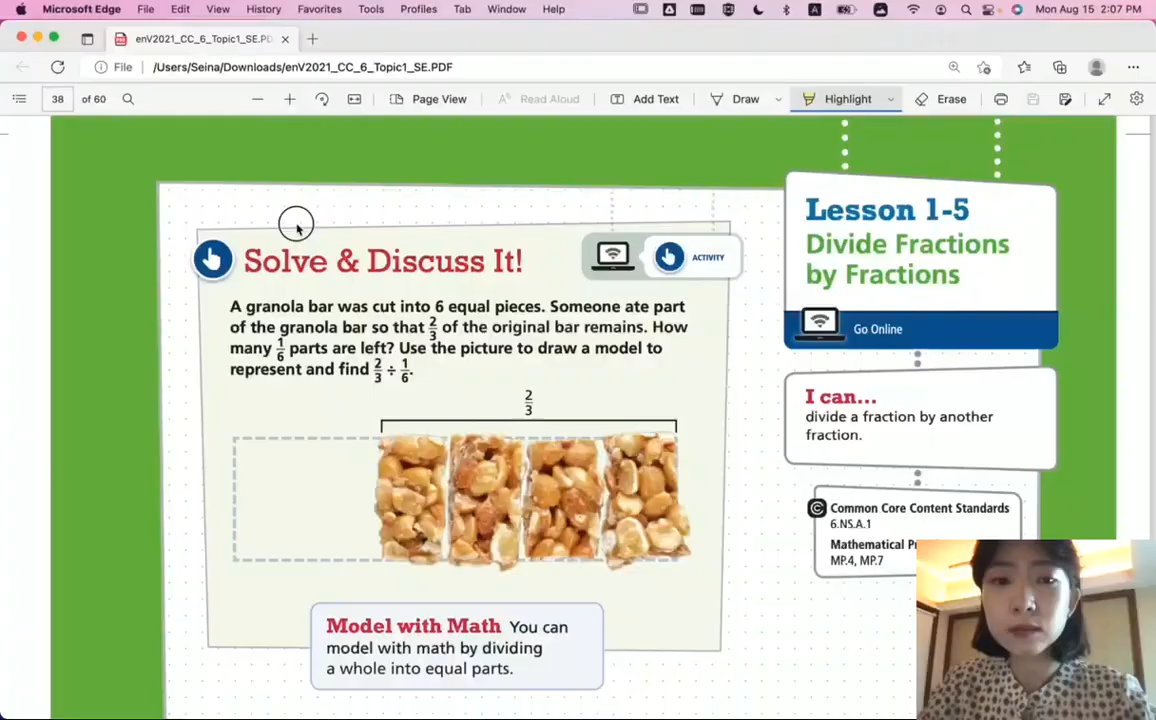 Microsoft Edge File Edit View History Favorites Tools Profiles Tab Window Help A Mon Aug 15 2:07 PM
enV2021_CC_6_Topic1_SE.PD
File /Users/Seina/Downloads/enV2021_CC_6_Topic1_SE.PDF
38 of 60 Page View Read Aloud Add Text Draw Highlight Erase
Lesson 1-5
Divide Fractions
by Fractions
Go Online
Solve & Discuss It!
ACTIVITY
A granola bar was cut into 6 equal pieces. Someone ate part
of the granola bar so that 2/3 of the original bar remains. How
many 1/6 parts are left? Use the picture to draw a model to
represent and find 2/3 ÷ 1/6.
2/3
Model with Math You can
model with math by dividing
a whole into equal parts.
I can...
divide a fraction by another
fraction.
Common Core Content Standards
6.NS.A.1
Mathematical
MP.4, MP.7